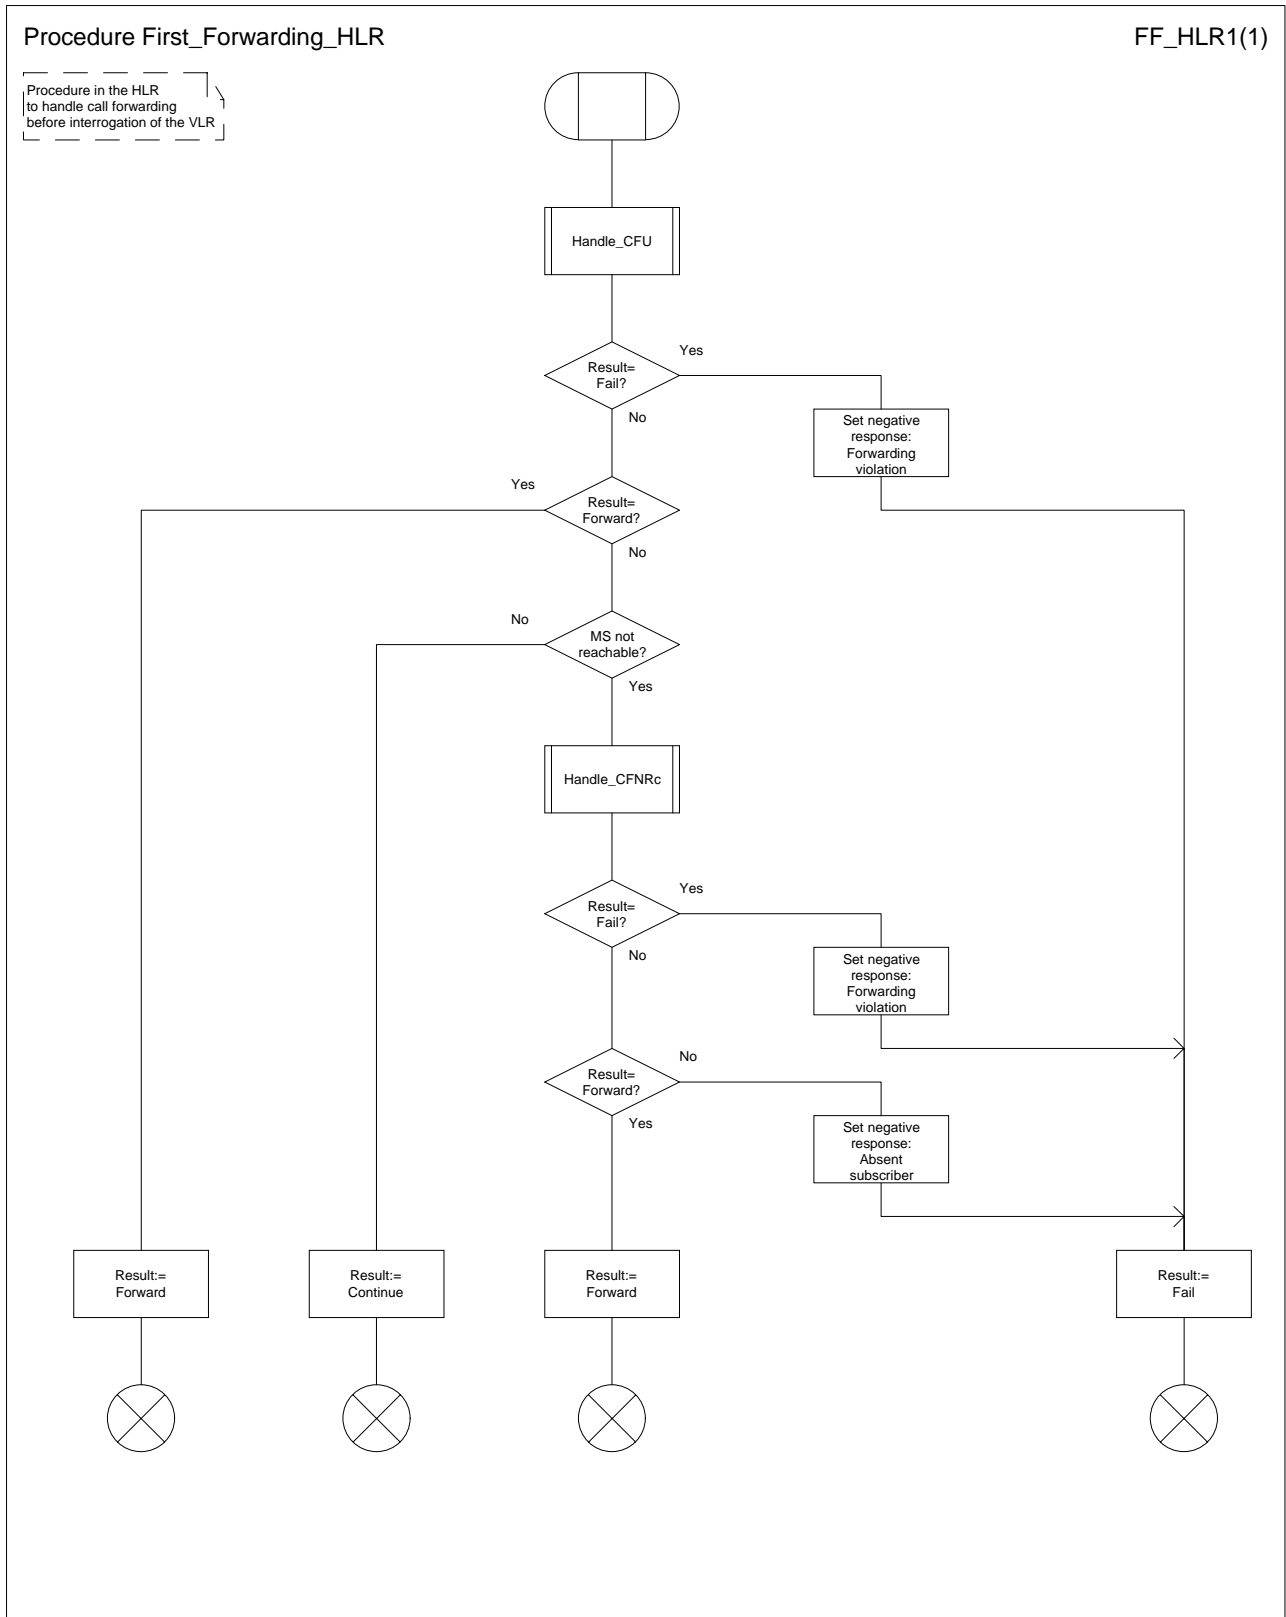 Procedure First_Forwarding_HLR
FF_HLR1(1)
Procedure in the HLR
to handle call forwarding
before interrogation of the VLR
Handle_CFU
Result=
Fail?
Yes
No
Set negative
response:
Forwarding
violation
Result=
Forward?
Yes
No
MS not
reachable?
No
Yes
Handle_CFNRc
Result=
Fail?
Yes
No
Set negative
response:
Forwarding
violation
Result=
Forward?
No
Yes
Set negative
response:
Absent
subscriber
Result:=
Forward
Result:=
Continue
Result:=
Forward
Result:=
Fail